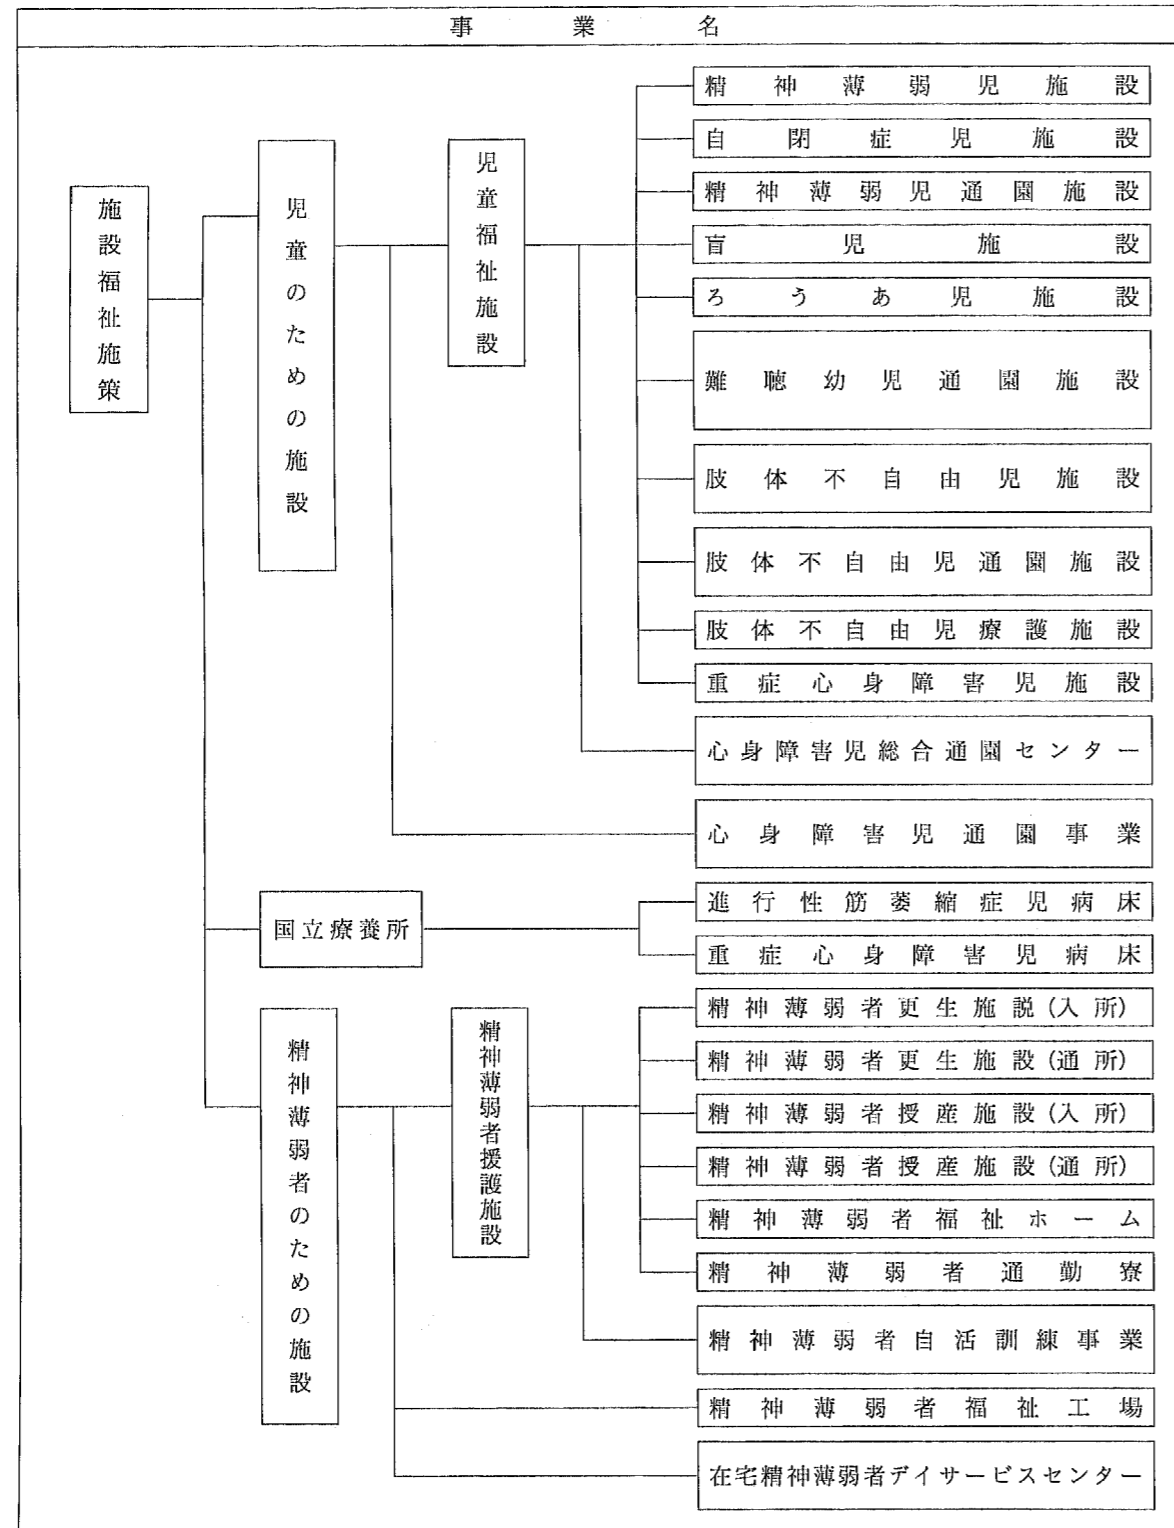 事業名
施設福祉施策
児童のための施設
児童福祉施設
精神薄弱児施設
自閉症児施設
精神薄弱児通園施設
盲児施設
ろうあ児施設
難聴幼児通園施設
肢体不自由児施設
肢体不自由児通園施設
肢体不自由児療護施設
重症心身障害児施設
心身障害児総合通園センター
心身障害児通園事業
国立療養所
進行性筋萎縮症児病床
重症心身障害児病床
精神薄弱者のための施設
精神薄弱者援護施設
精神薄弱者更生施説(入所)
精神薄弱者更生施設(通所)
精神薄弱者授産施設(入所)
精神薄弱者授産施設(通所)
精神薄弱者福祉ホーム
精神薄弱者通勤寮
精神薄弱者自活訓練事業
精神薄弱者福祉工場
在宅精神薄弱者デイサービスセンター